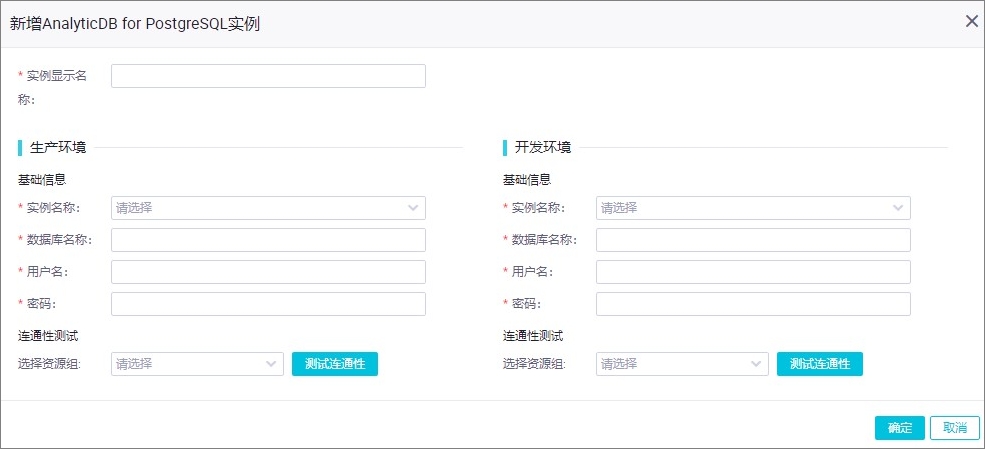 新增AnalyticDB for PostgreSQL实例
* 实例显示名
称：
生产环境
基础信息
* 实例名称：
请选择
* 数据库名称：
* 用户名：
* 密码：
连通性测试
选择资源组：
请选择
测试连通性
开发环境
基础信息
* 实例名称：
请选择
* 数据库名称：
* 用户名：
* 密码：
连通性测试
选择资源组：
请选择
测试连通性
确定
取消